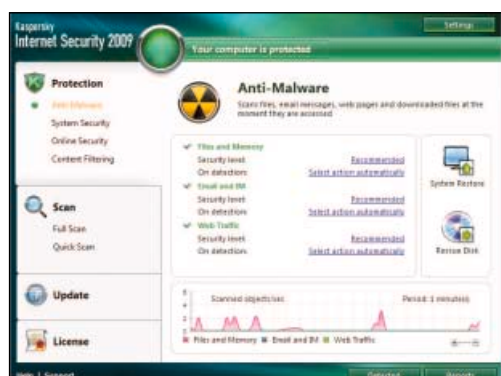 Kaspersky
Internet Security 2009
Settings
Your computer is protected
Protection
Anti-Malware
System Security
Online Security
Content Filtering
Scan
Full Scan
Quick Scan
Update
License
Anti-Malware
Scans files, email messages, web pages and downloaded files at the
moment they are accessed
Files and Memory
Security level: Recommended
On detection: Select action automatically
Email and IM
Security level: Recommended
On detection: Select action automatically
Web Traffic
Security level: Recommended
On detection: Select action automatically
System Restore
Rescue Disk
Scanned objects/sec Period: 1 minute(s)
Files and Memory Email and IM Web Traffic
Help | Support
Detected
Reports